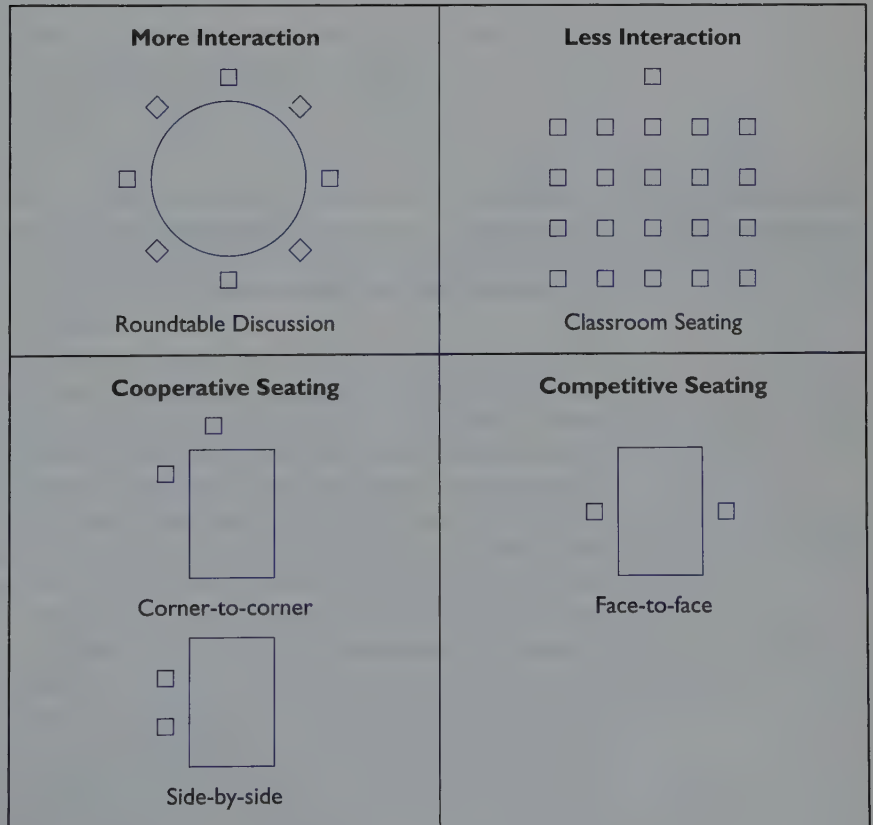 More Interaction
Roundtable Discussion
Less Interaction
Classroom Seating
Cooperative Seating
Corner-to-corner
Side-by-side
Competitive Seating
Face-to-face